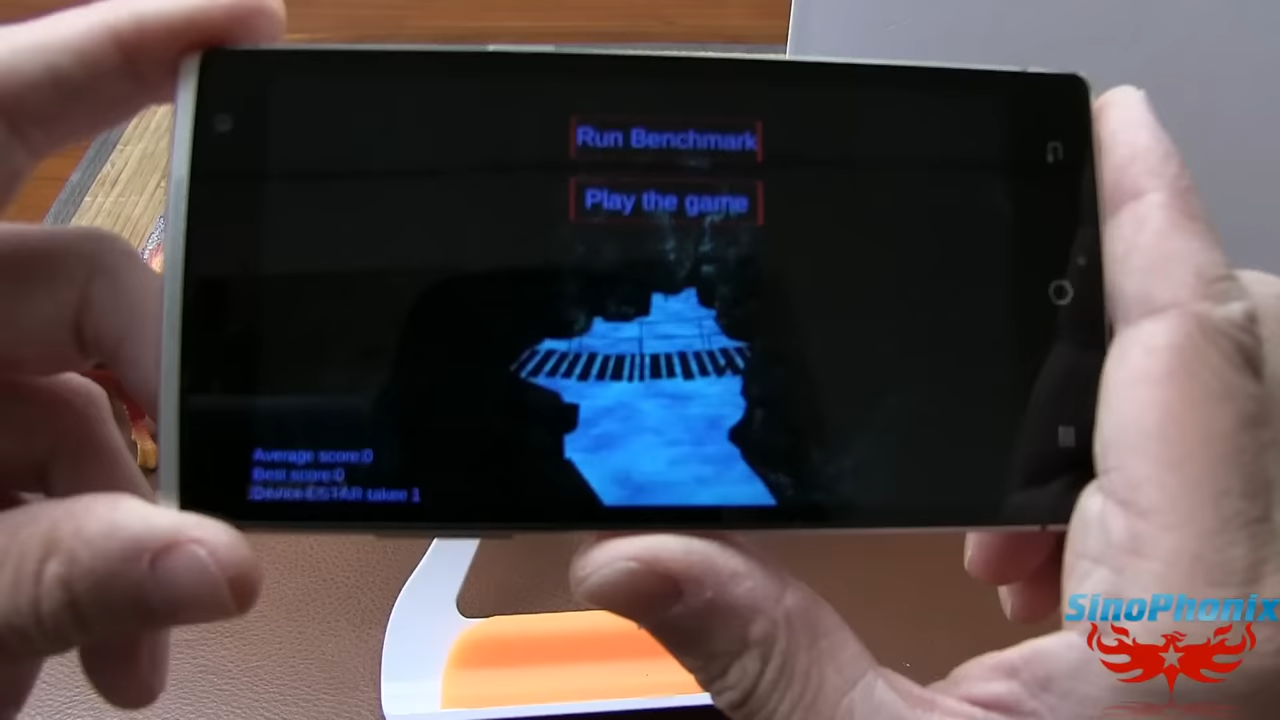 Run Benchmark
Play the game
Average score:0
Best score:0
Device:ESTAR takee 1
SinoPhonix